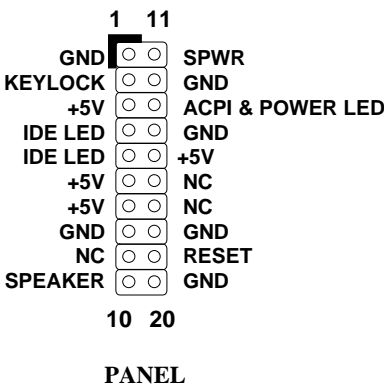 1 11
GND SPWR
KEYLOCK GND
+5V ACPI & POWER LED
IDE LED GND
IDE LED +5V
+5V NC
+5V NC
GND GND
NC RESET
SPEAKER GND
10 20
PANEL